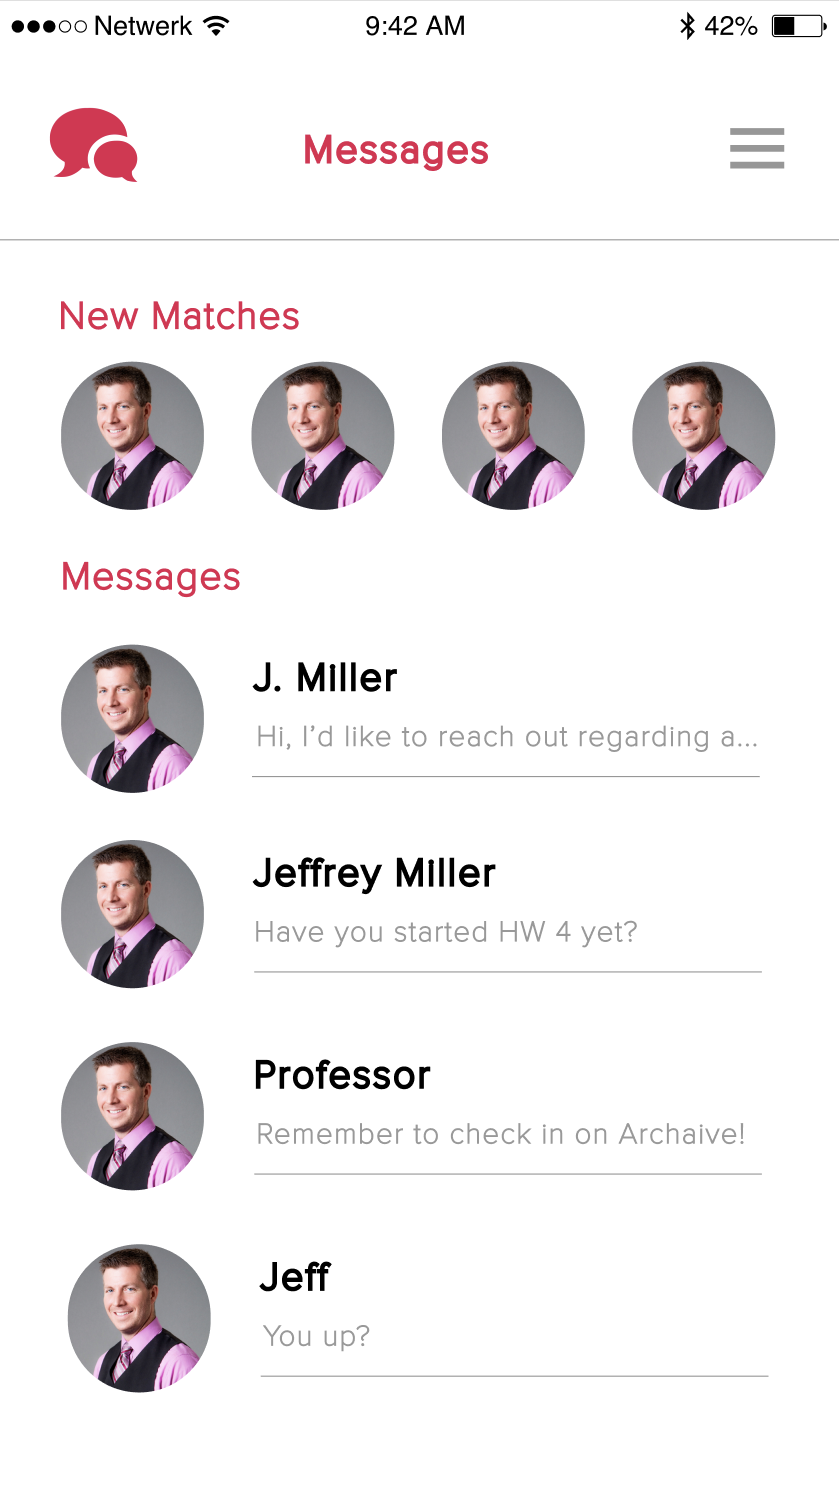 Netwerk 9:42 AM 42%
Messages
New Matches
Messages
J. Miller
Hi, I’d like to reach out regarding a...
Jeffrey Miller
Have you started HW 4 yet?
Professor
Remember to check in on Archaive!
Jeff
You up?